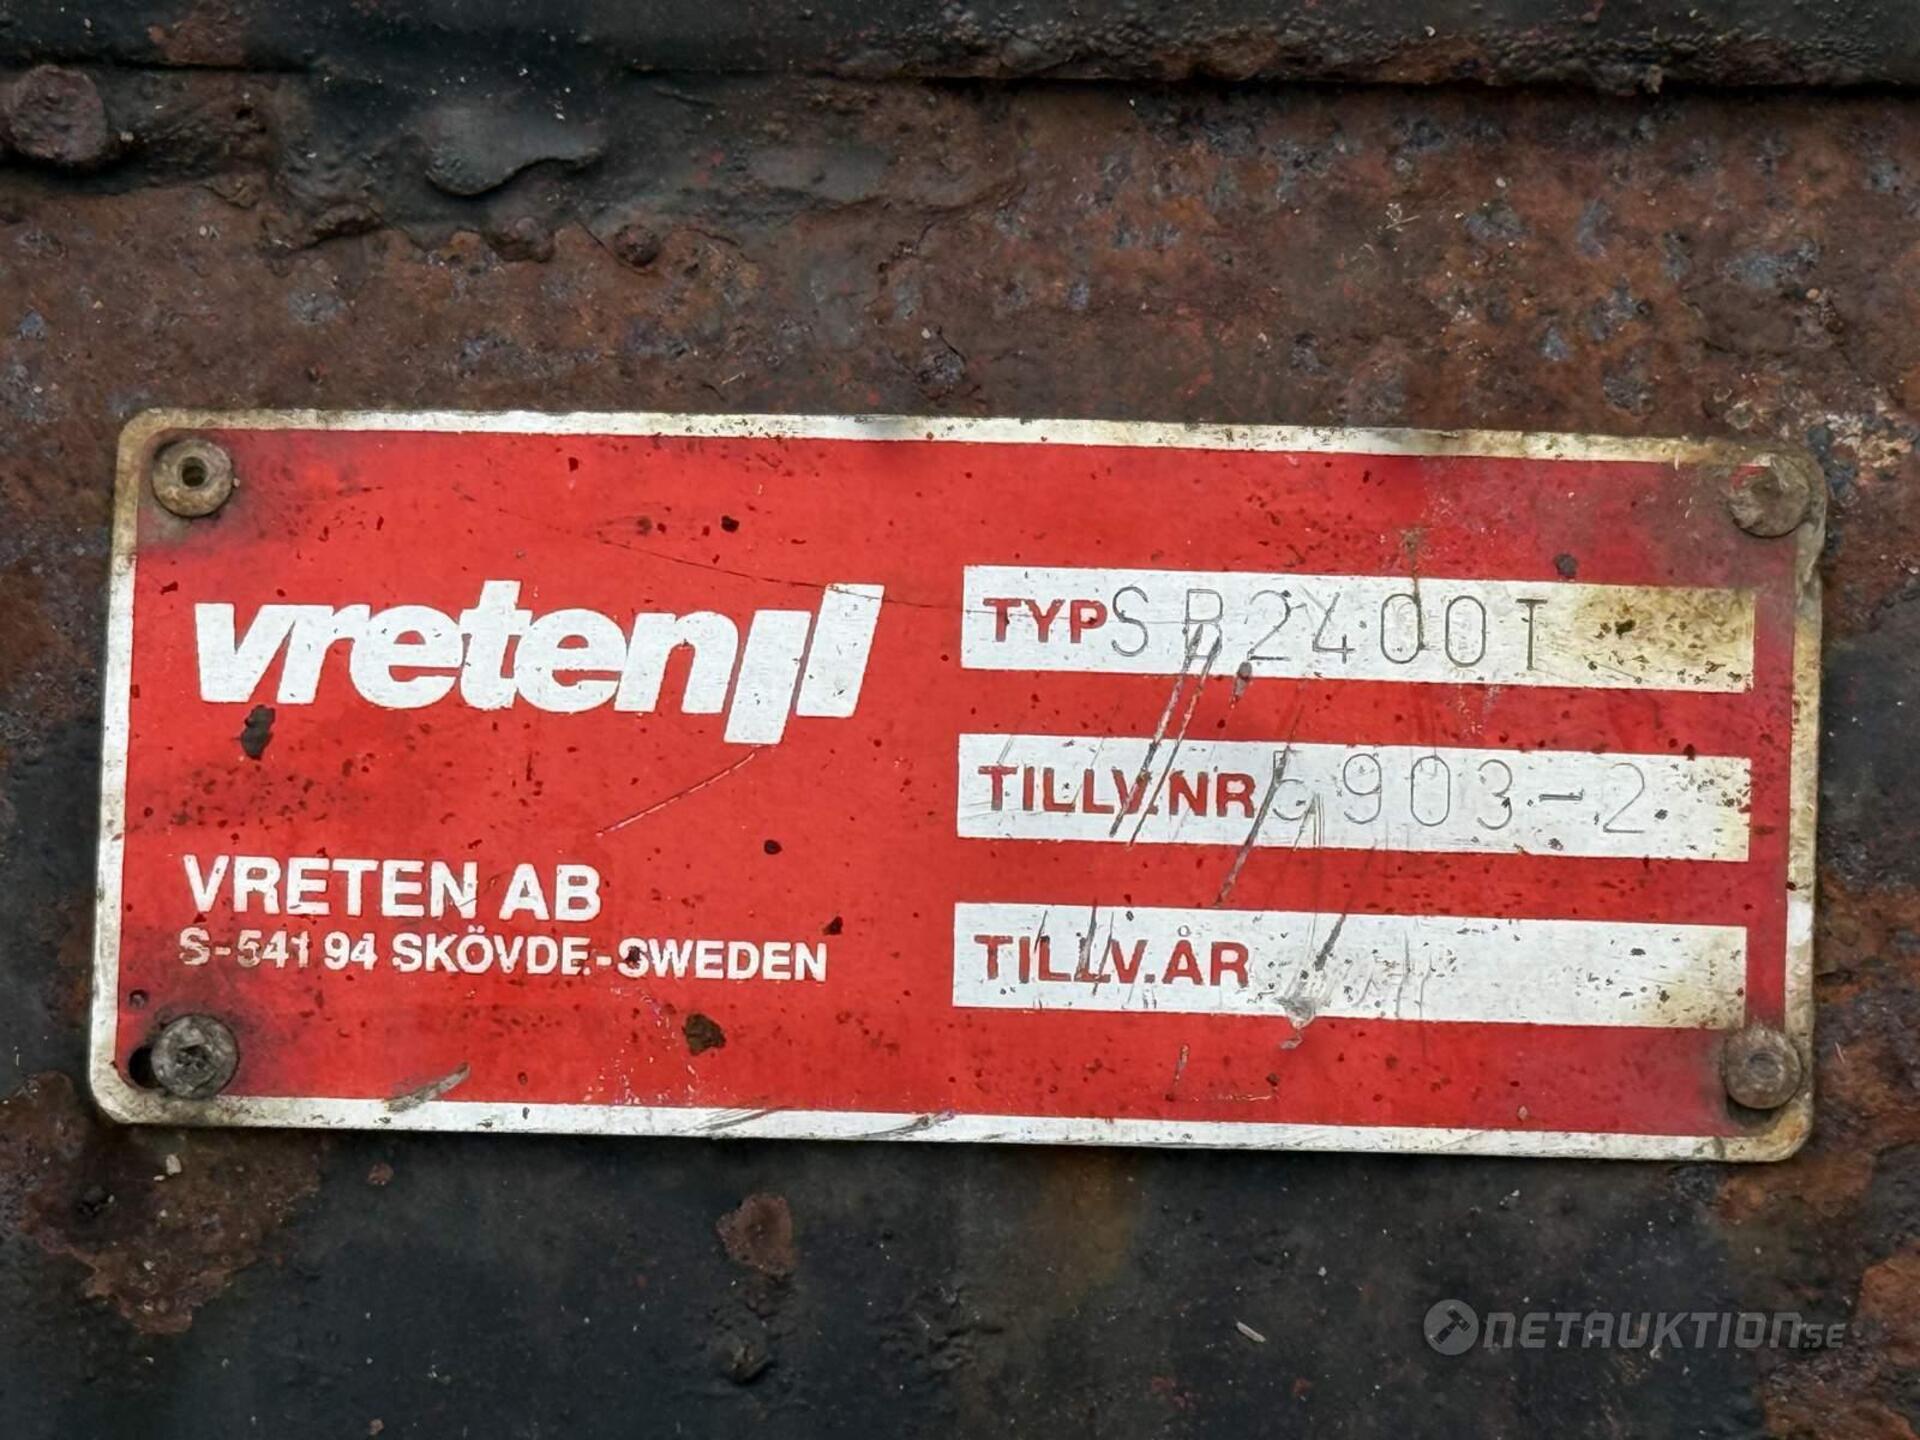 vreten
VRETEN AB
S-541 94 SKÖVDE-SWEDEN
TYP SB2400T
TILLV.NR 5903-2
TILLV.ÅR
NETAUKTION.SE